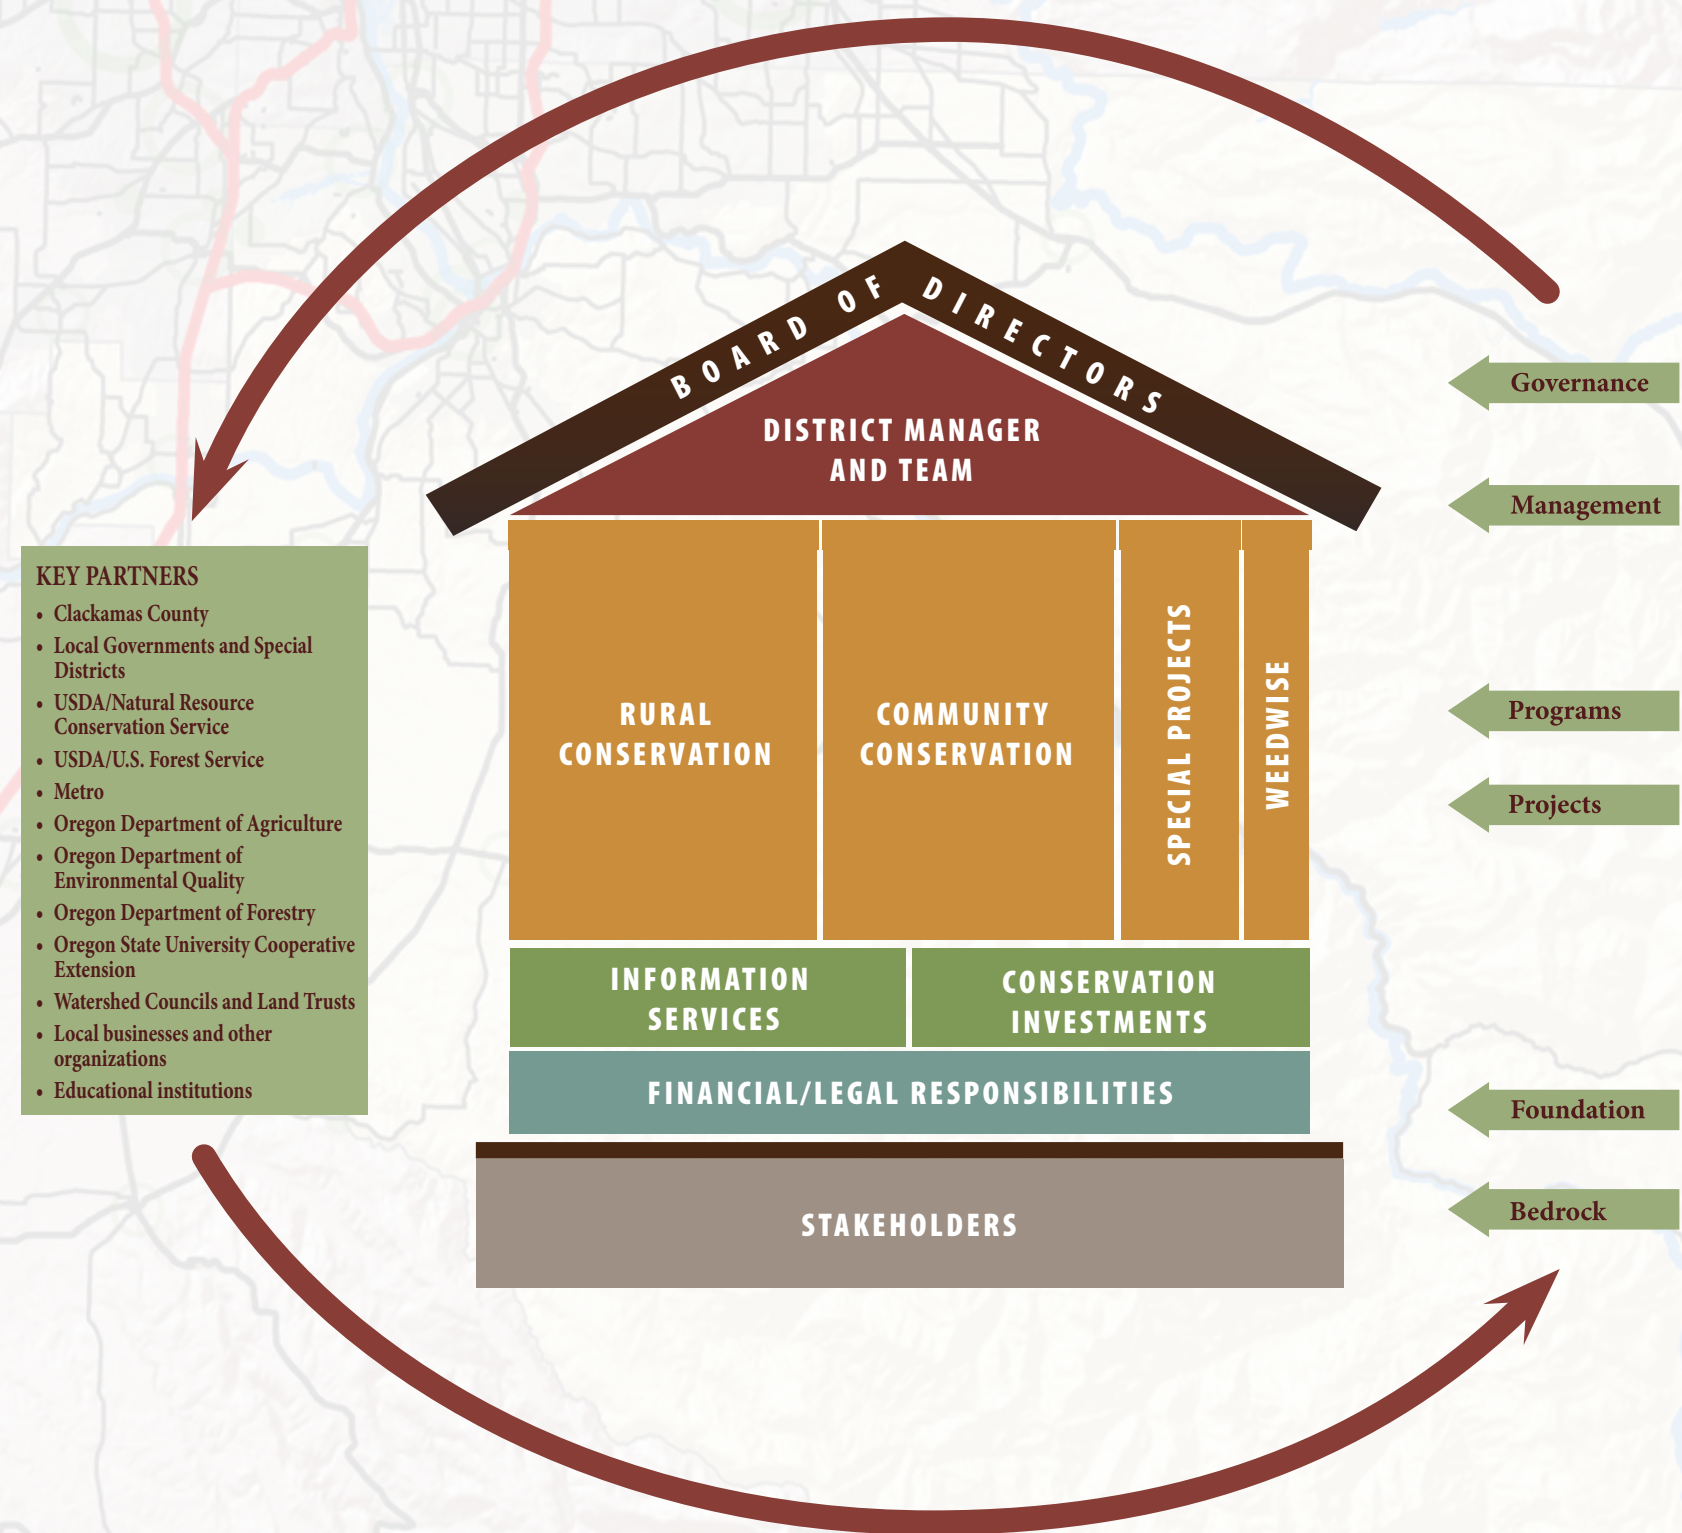 BOARD OF DIRECTORS
DISTRICT MANAGER
AND TEAM
RURAL
CONSERVATION
COMMUNITY
CONSERVATION
SPECIAL PROJECTS
WEEDWISE
INFORMATION
SERVICES
CONSERVATION
INVESTMENTS
FINANCIAL/LEGAL RESPONSIBILITIES
STAKEHOLDERS
KEY PARTNERS
• Clackamas County
• Local Governments and Special
Districts
• USDA/Natural Resource
Conservation Service
• USDA/U.S. Forest Service
• Metro
• Oregon Department of Agriculture
• Oregon Department of
Environmental Quality
• Oregon Department of Forestry
• Oregon State University Cooperative
Extension
• Watershed Councils and Land Trusts
• Local businesses and other
organizations
• Educational institutions
Governance
Management
Programs
Projects
Foundation
Bedrock